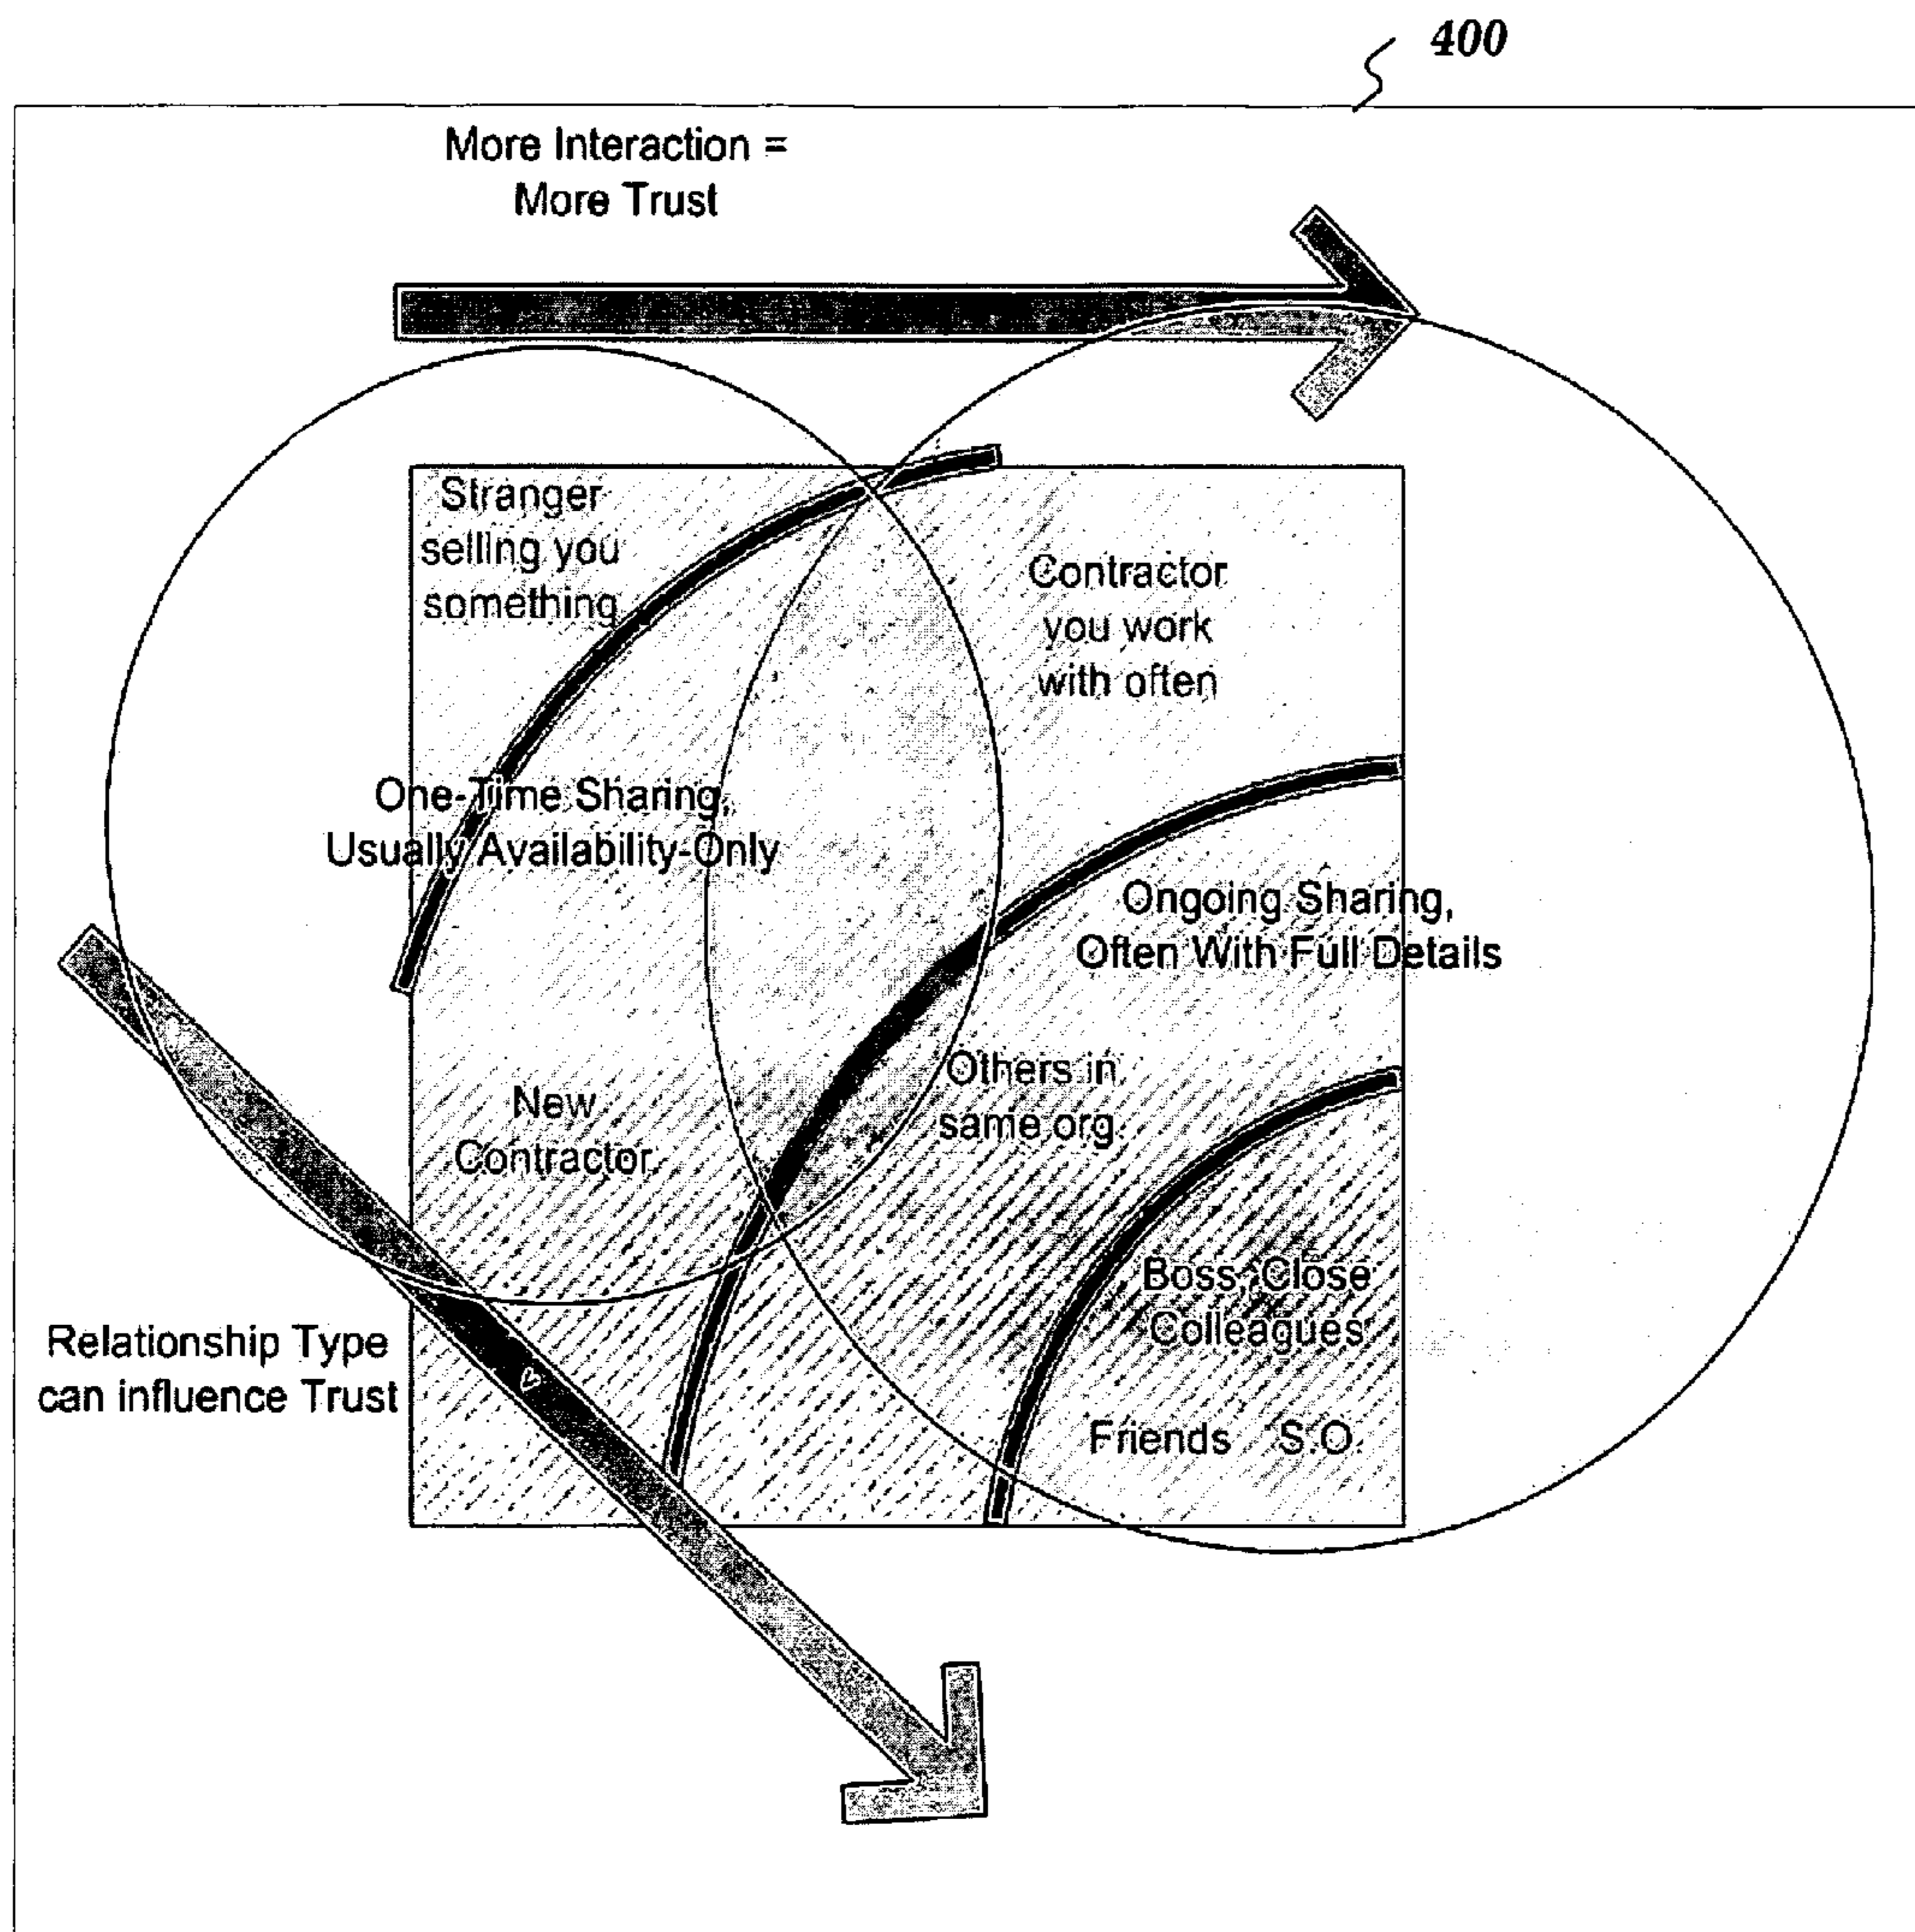 400
More Interaction =
More Trust
Stranger
selling you
something
Contractor
you work
with often
One-Time Sharing,
Usually Availability-Only
Ongoing Sharing,
Often With Full Details
Others in
same org.
New
Contractor
Boss, Close
Colleagues
Friends S.O.
Relationship Type
can influence Trust